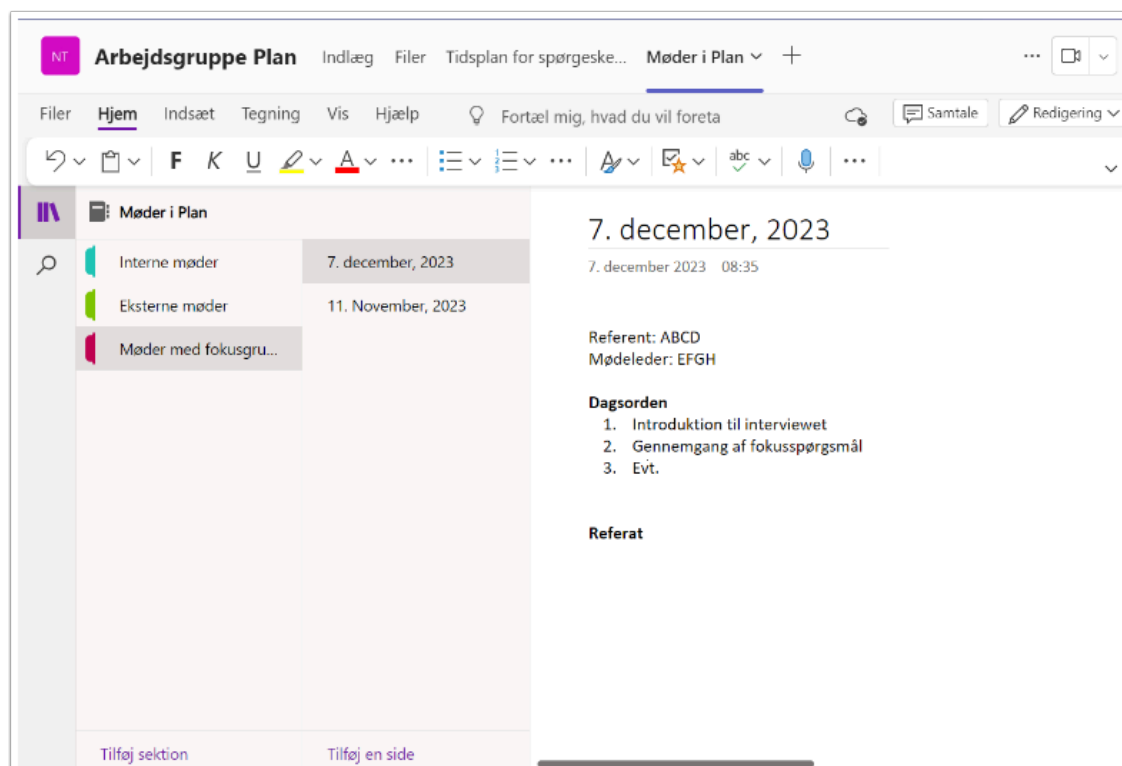 NT Arbejdsgruppe Plan Indlæg Filer Tidsplan for spørgeske... Møder i Plan
Filer Hjem Indsæt Tegning Vis Hjælp Fortæl mig, hvad du vil foreta Samtale Redigering
F K U A abc
Møder i Plan
Interne møder
Eksterne møder
Møder med fokusgru...
7. december, 2023
11. November, 2023
Tilføj sektion
Tilføj en side
7. december, 2023
7. december 2023 08:35
Referent: ABCD
Mødeleder: EFGH
Dagsorden
1. Introduktion til interviewet
2. Gennemgang af fokusspørgsmål
3. Evt.
Referat